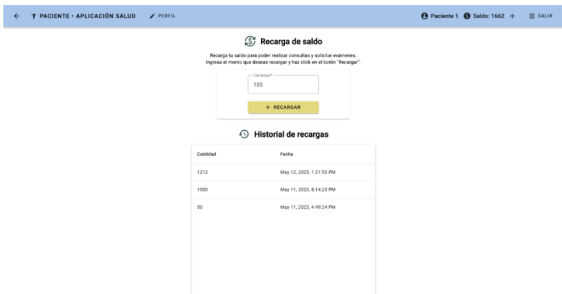 PACIENTE - APLICACIÓN SALUD PERFIL Paciente 1 Saldo: 1662 + SALIR
Recarga de saldo
Recarga tu saldo para poder realizar consultas y solicitar exámenes.
Ingresa el monto que deseas recargar y haz click en el botón "Recargar".
Cantidad*
100
+ RECARGAR
Historial de recargas
Cantidad Fecha
1212 May 12, 2023, 1:21:53 PM
1000 May 11, 2023, 8:14:23 PM
50 May 11, 2023, 4:49:24 PM